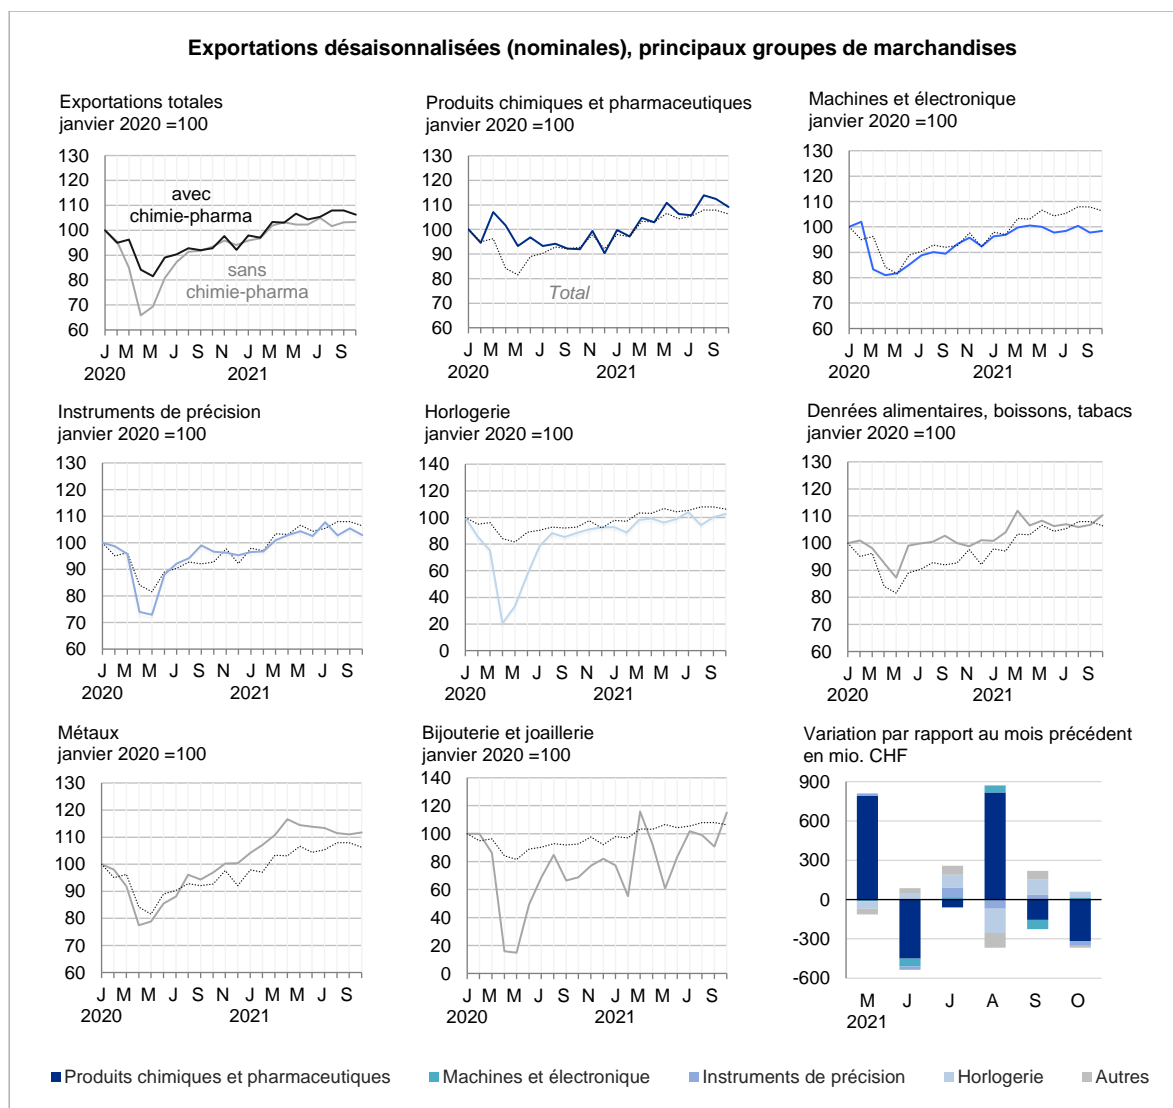 Exportations désaisonnalisées (nominales), principaux groupes de marchandises
Exportations totales
janvier 2020 =100
130
120
110
100
90
80
70
60
avec
chimie-pharma
sans
chimie-pharma
J M M J S N J M M J S
2020 2021
Produits chimiques et pharmaceutiques
janvier 2020 =100
130
120
110
100
90
80
70
60
Total
J M M J S N J M M J S
2020 2021
Machines et électronique
janvier 2020 =100
130
120
110
100
90
80
70
60
J M M J S N J M M J S
2020 2021
Instruments de précision
janvier 2020 =100
130
120
110
100
90
80
70
60
J M M J S N J M M J S
2020 2021
Horlogerie
janvier 2020 =100
140
120
100
80
60
40
20
0
J M M J S N J M M J S
2020 2021
Denrées alimentaires, boissons, tabacs
janvier 2020 =100
130
120
110
100
90
80
70
60
J M M J S N J M M J S
2020 2021
Métaux
janvier 2020 =100
130
120
110
100
90
80
70
60
J M M J S N J M M J S
2020 2021
Bijouterie et joaillerie
janvier 2020 =100
140
120
100
80
60
40
20
0
J M M J S N J M M J S
2020 2021
Variation par rapport au mois précédent
en mio. CHF
900
600
300
0
-300
-600
M J J A S O
2021
Produits chimiques et pharmaceutiques Machines et électronique Instruments de précision Horlogerie Autres